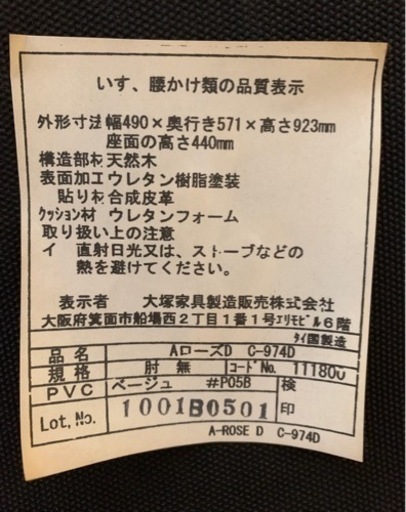 いす、腰かけ類の品質表示
外形寸法 幅490×奥行き571×高さ923mm
座面の高さ440mm
構造部材 天然木
表面加工 ウレタン樹脂塗装
貼り材 合成皮革
クッション材 ウレタンフォーム
取り扱い上の注意
イ 直射日光又は、ストーブなどの
熱を避けてください。
表示者 大塚家具製造販売株式会社
大阪府箕面市船場西2丁目1番1号エリモビル6階
タイ国製造
品名 AローズD C-974D
規格 肘無 コードNo. 111800
PVC ベージュ #P05B 検
Lot.No. 1001B0501 印
A-ROSE D C-974D